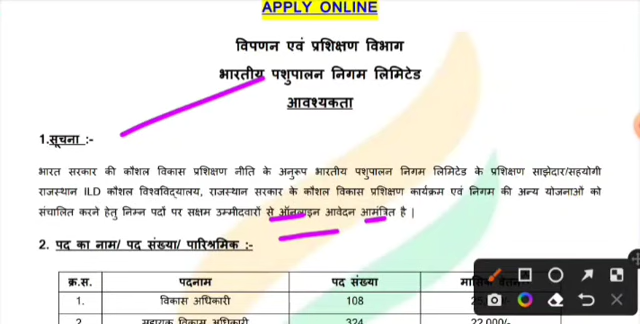 APPLY ONLINE
विपणन एवं प्रशिक्षण विभाग
भारतीय पशुपालन निगम लिमिटेड
आवश्यकता
1.सूचना :-
भारत सरकार की कौशल विकास प्रशिक्षण नीति के अनुरूप भारतीय पशुपालन निगम लिमिटेड के प्रशिक्षण साझेदार/सहयोगी
राजस्थान ILD कौशल विश्वविद्यालय, राजस्थान सरकार के कौशल विकास प्रशिक्षण कार्यक्रम एवं निगम की अन्य योजनाओं को
संचालित करने हेतु निम्न पदों पर सक्षम उम्मीदवारों से ऑनलाइन आवेदन आमंत्रित है |
2. पद का नाम/ पद संख्या/ पारिश्रमिक :-
क्र.स. पदनाम पद संख्या
1. विकास अधिकारी 108
2 सहायक विकास अधिकारी 324 22,000/-